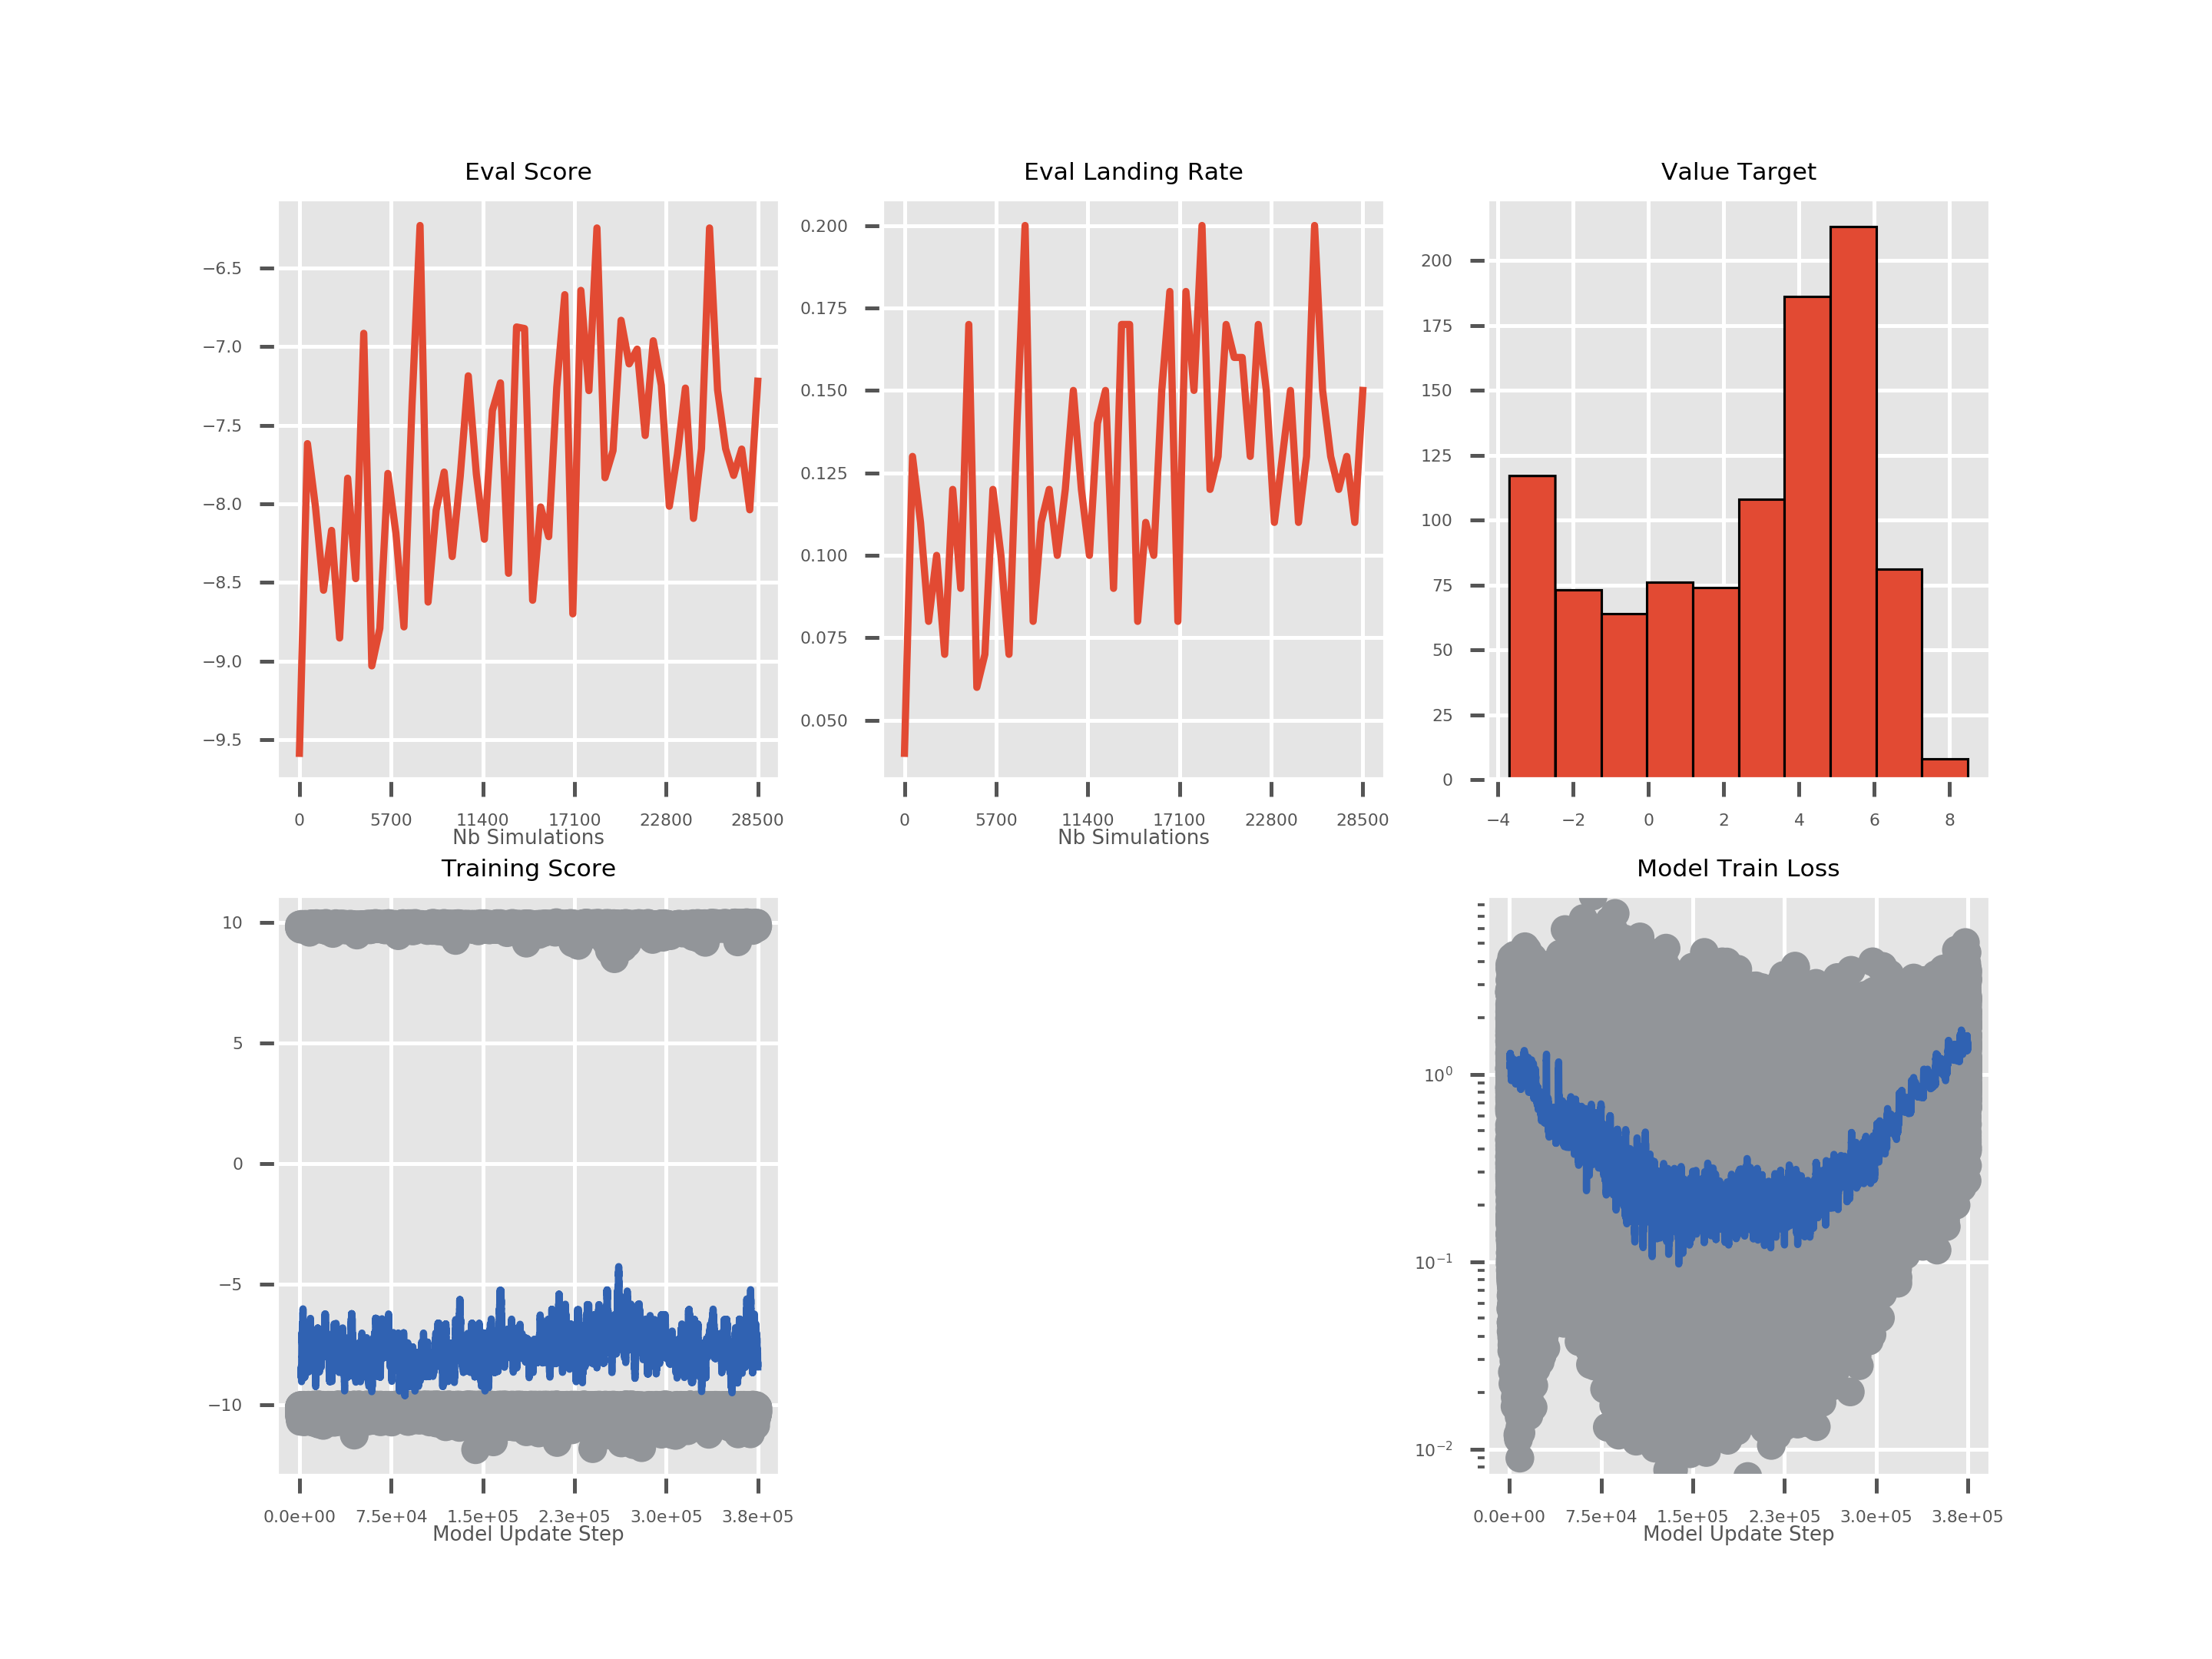 Eval Score
−6.5
−7.0
−7.5
−8.0
−8.5
−9.0
−9.5
0 5700 11400 17100 22800 28500
Nb Simulations
Eval Landing Rate
0.200
0.175
0.150
0.125
0.100
0.075
0.050
0 5700 11400 17100 22800 28500
Nb Simulations
Value Target
200
175
150
125
100
75
50
25
0
−4 −2 0 2 4 6 8
Training Score
10
5
0
−5
−10
0.0e+00 7.5e+04 1.5e+05 2.3e+05 3.0e+05 3.8e+05
Model Update Step
Model Train Loss
10⁰
10⁻¹
10⁻²
0.0e+00 7.5e+04 1.5e+05 2.3e+05 3.0e+05 3.8e+05
Model Update Step